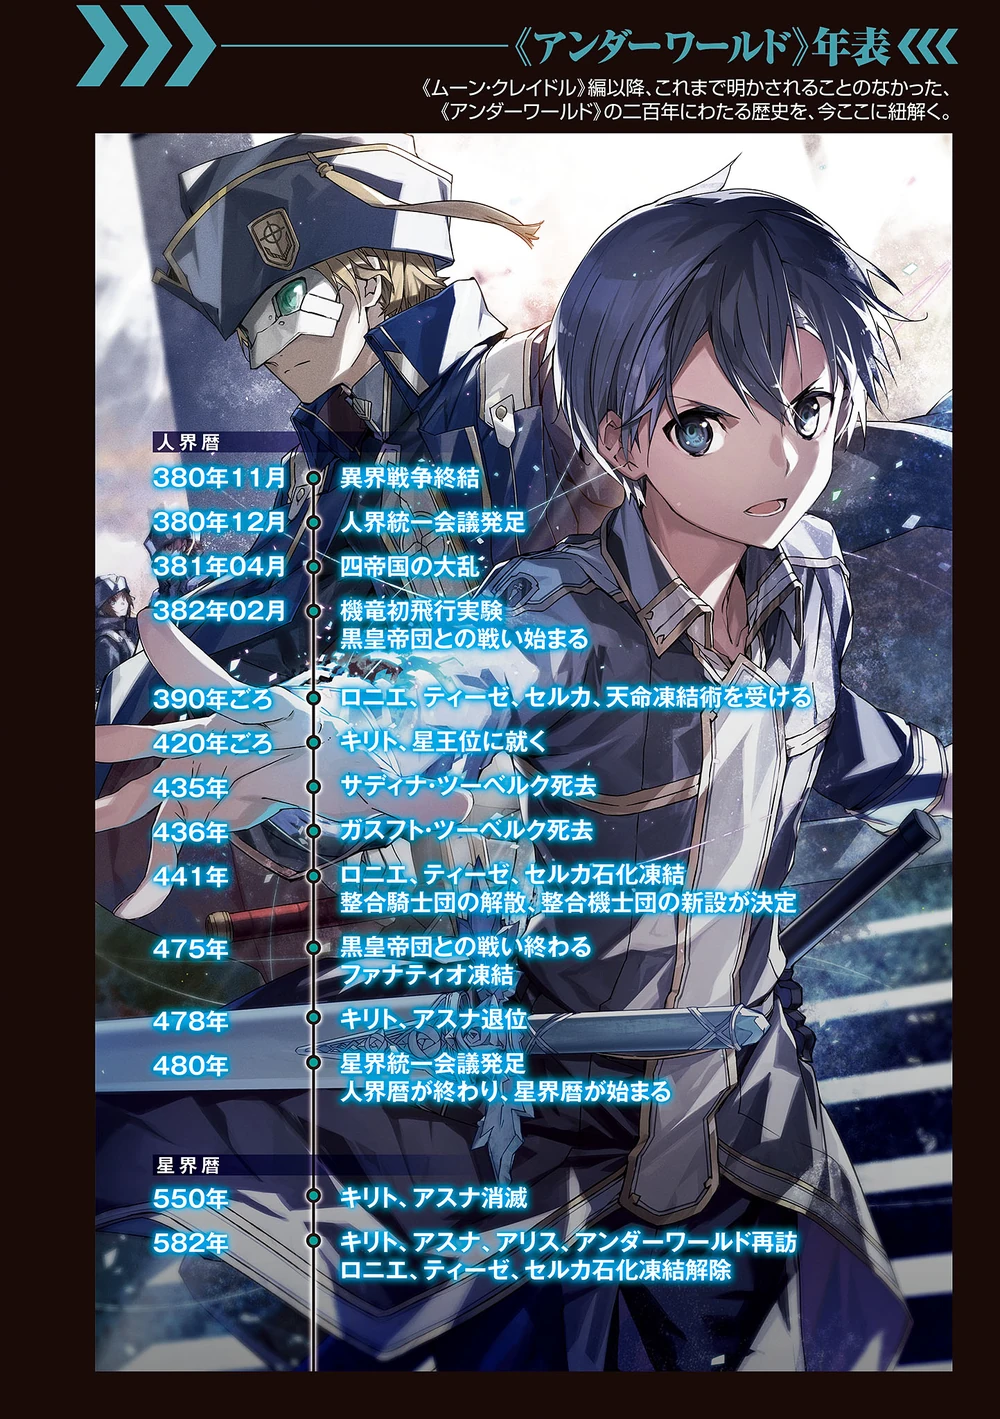 《アンダーワールド》年表
《ムーン・クレイドル》編以降、これまで明かされることのなかった、
《アンダーワールド》の二百年にわたる歴史を、今ここに紐解く。
人界暦
380年11月 異界戦争終結
380年12月 人界統一会議発足
381年04月 四帝国の大乱
382年02月 機竜初飛行実験
黒皇帝団との戦い始まる
390年ごろ ロニエ、ティーゼ、セルカ、天命凍結術を受ける
420年ごろ キリト、星王位に就く
435年 サディナ・ツーベルク死去
436年 ガスフト・ツーベルク死去
441年 ロニエ、ティーゼ、セルカ石化凍結
整合騎士団の解散、整合機士団の新設が決定
475年 黒皇帝団との戦い終わる
ファナティオ凍結
478年 キリト、アスナ退位
480年 星界統一会議発足
人界暦が終わり、星界暦が始まる
星界暦
550年 キリト、アスナ消滅
582年 キリト、アスナ、アリス、アンダーワールド再訪
ロニエ、ティーゼ、セルカ石化凍結解除